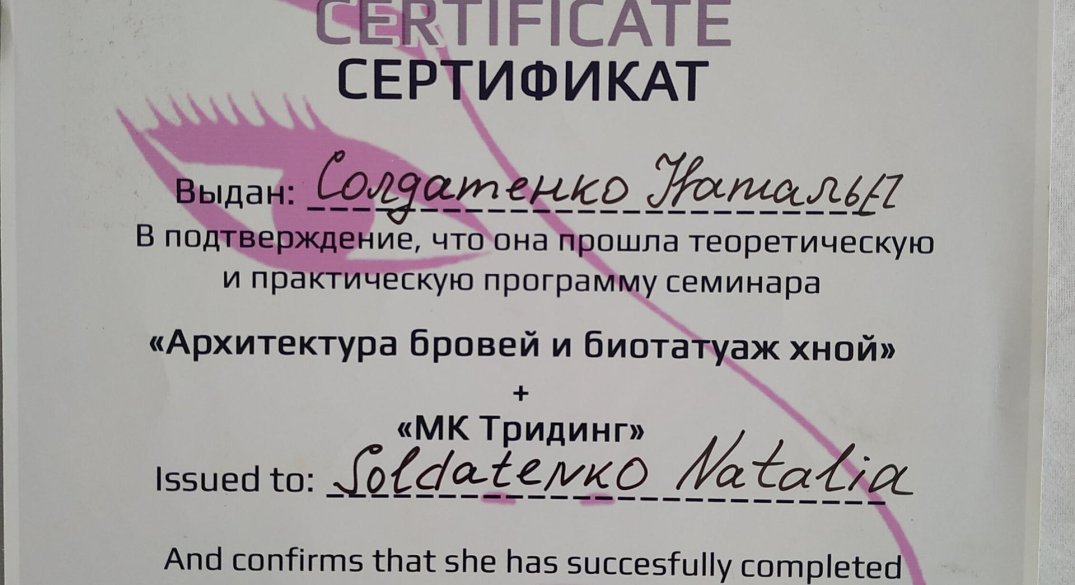 CERTIFICATE
СЕРТИФИКАТ
Выдан: Солдатенко Наталье
В подтверждение, что она прошла теоретическую
и практическую программу семинара
«Архитектура бровей и биотатуаж хной»
+
«МК Тридинг»
Issued to: Soldatenko Natalia
And confirms that she has succesfully completed